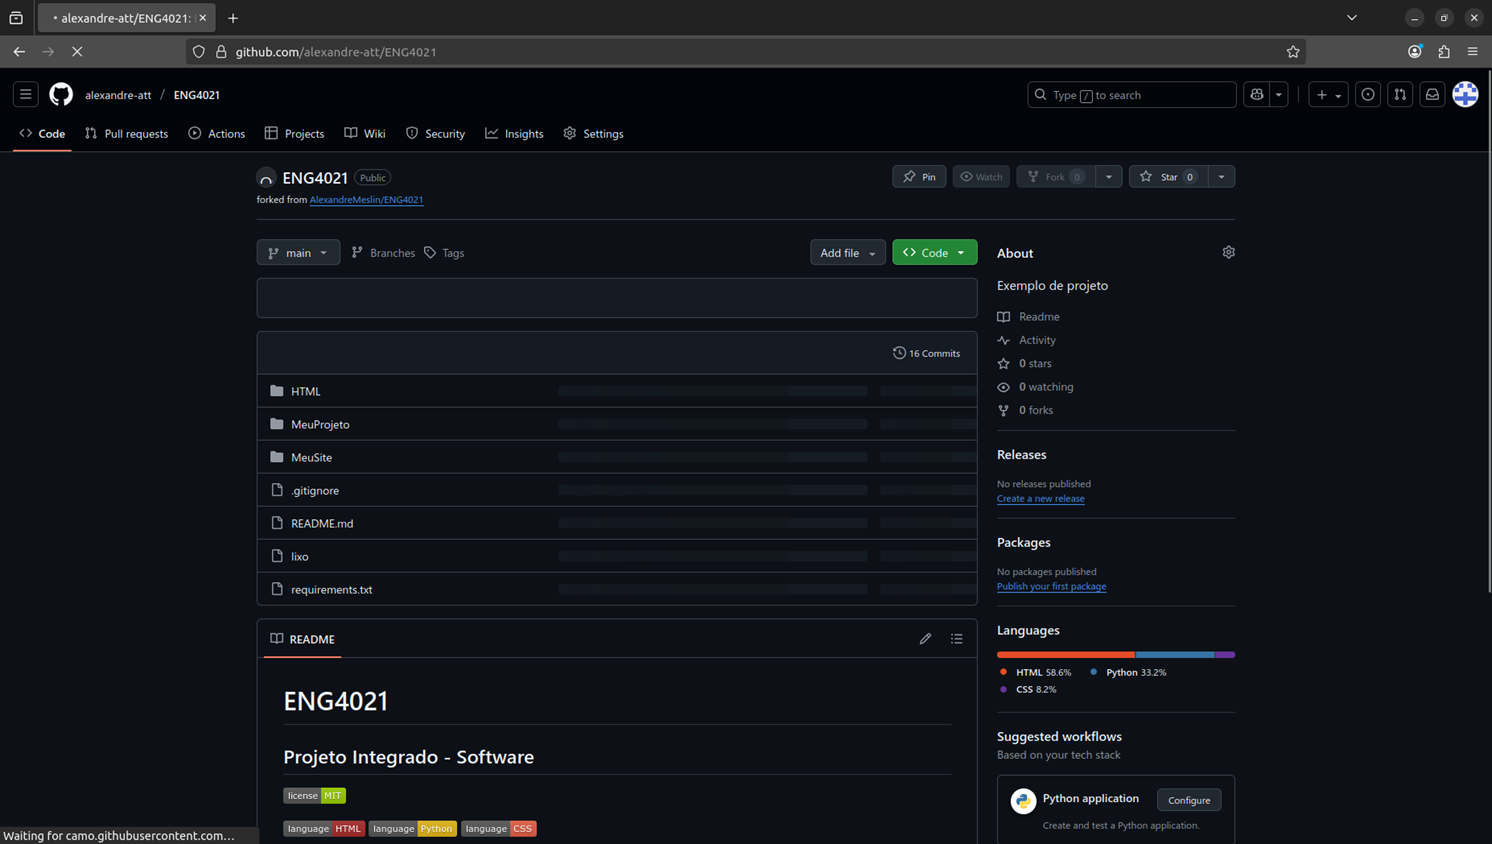 alexandre-att/ENG4021:
github.com/alexandre-att/ENG4021
alexandre-att / ENG4021
Type / to search
Code Pull requests Actions Projects Wiki Security Insights Settings
ENG4021 Public
Pin Watch Fork 0 Star 0
forked from AlexandreMeslin/ENG4021
main Branches Tags Add file Code
16 Commits
HTML
MeuProjeto
MeuSite
.gitignore
README.md
lixo
requirements.txt
README
ENG4021
Projeto Integrado - Software
license MIT
language HTML language Python language CSS
About
Exemplo de projeto
Readme
Activity
0 stars
0 watching
0 forks
Releases
No releases published
Create a new release
Packages
No packages published
Publish your first package
Languages
HTML 58.6% Python 33.2%
CSS 8.2%
Suggested workflows
Based on your tech stack
Python application Configure
Create and test a Python application.
Waiting for camo.githubusercontent.com…